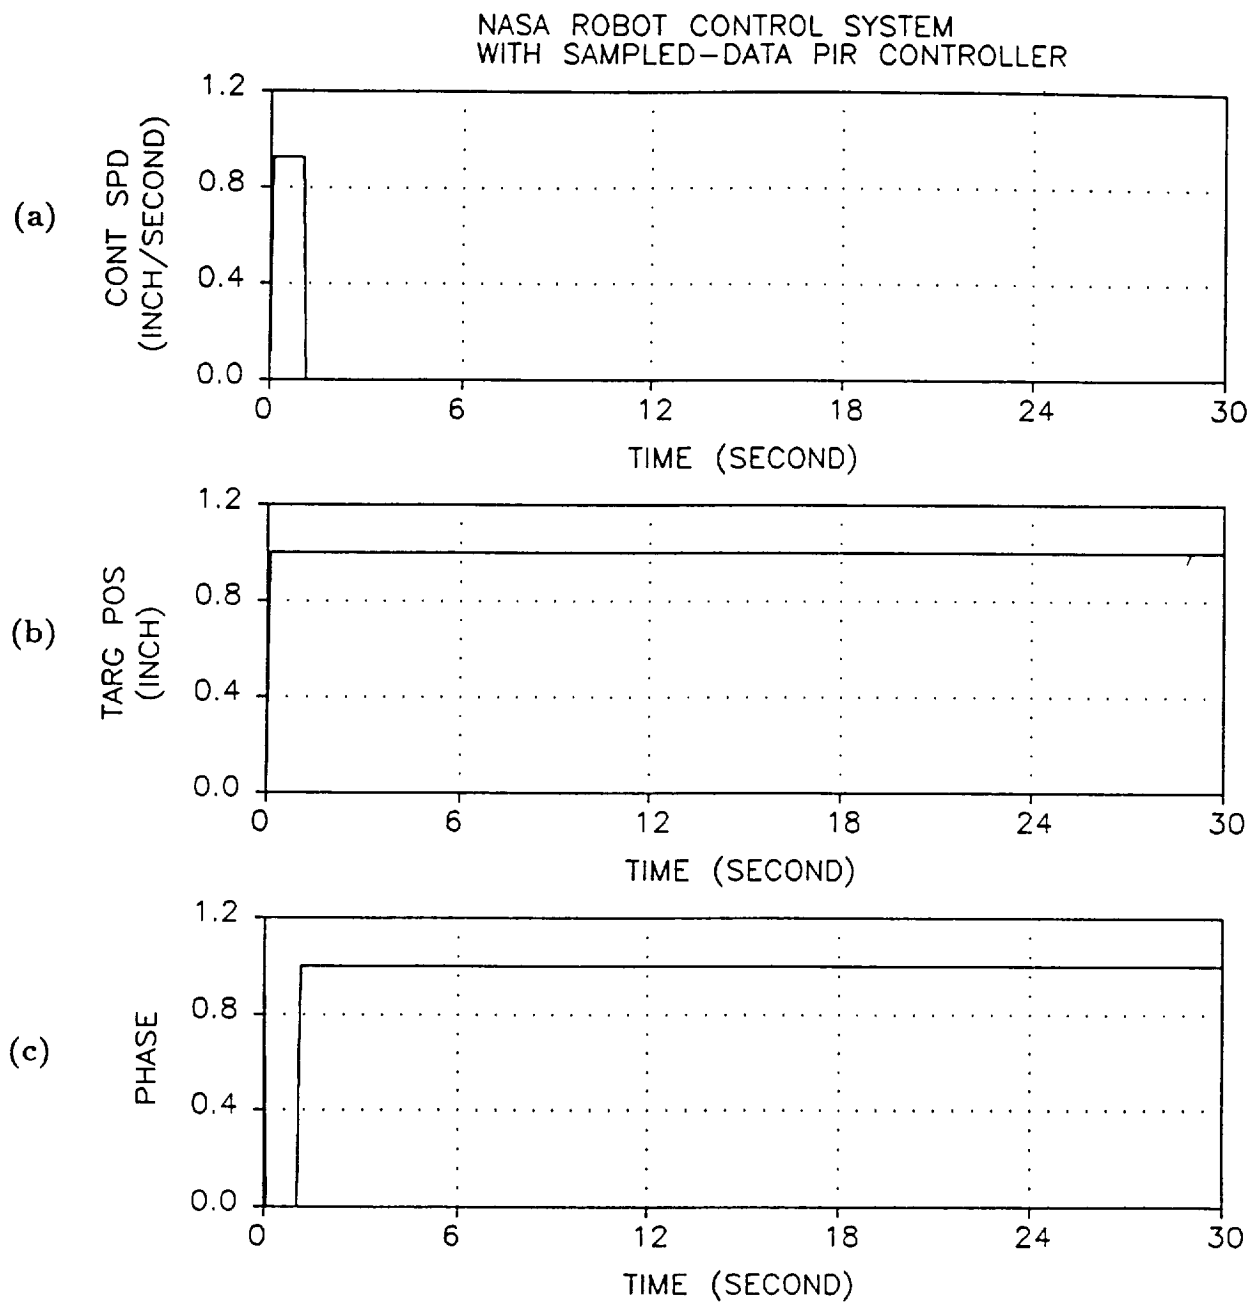 NASA ROBOT CONTROL SYSTEM
WITH SAMPLED-DATA PIR CONTROLLER
(a)
CONT SPD
(INCH/SECOND)
1.2
0.8
0.4
0.0
0 6 12 18 24 30
TIME (SECOND)
(b)
TARG POS
(INCH)
1.2
0.8
0.4
0.0
0 6 12 18 24 30
TIME (SECOND)
(c)
PHASE
1.2
0.8
0.4
0.0
0 6 12 18 24 30
TIME (SECOND)